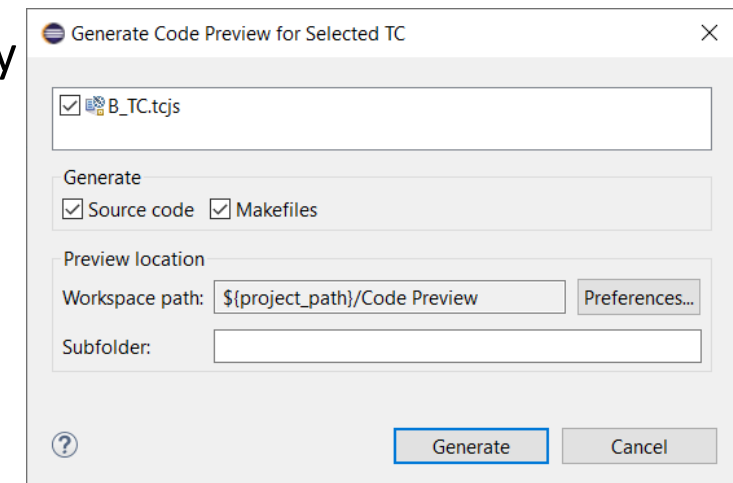 Generate Code Preview for Selected TC
y
B_TC.tcjs
Generate
Source code Makefiles
Preview location
Workspace path: ${project_path}/Code Preview Preferences...
Subfolder:
? Generate Cancel